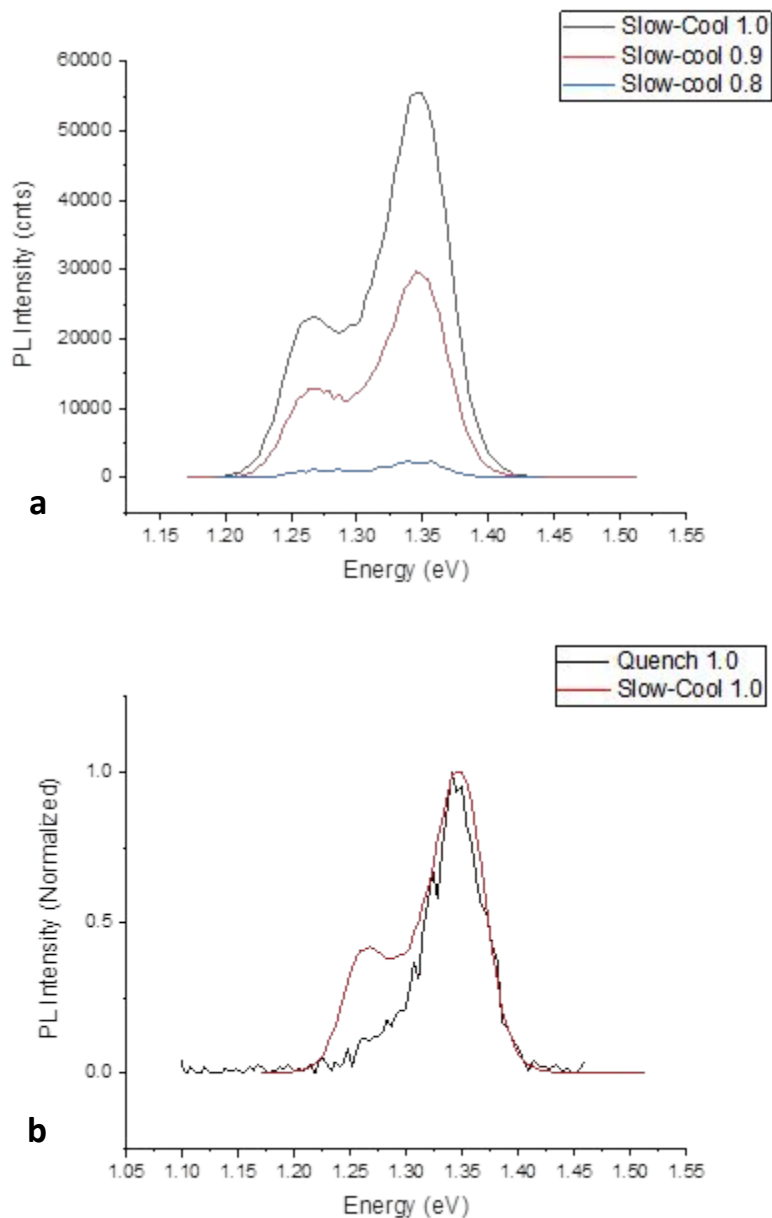 Slow-Cool 1.0
Slow-cool 0.9
Slow-cool 0.8
60000
50000
40000
30000
20000
10000
0
PL Intensity (cnts)
1.15 1.20 1.25 1.30 1.35 1.40 1.45 1.50 1.55
Energy (eV)
a
Quench 1.0
Slow-Cool 1.0
1.0
0.5
0.0
PL Intensity (Normalized)
1.05 1.10 1.15 1.20 1.25 1.30 1.35 1.40 1.45 1.50 1.55
Energy (eV)
b